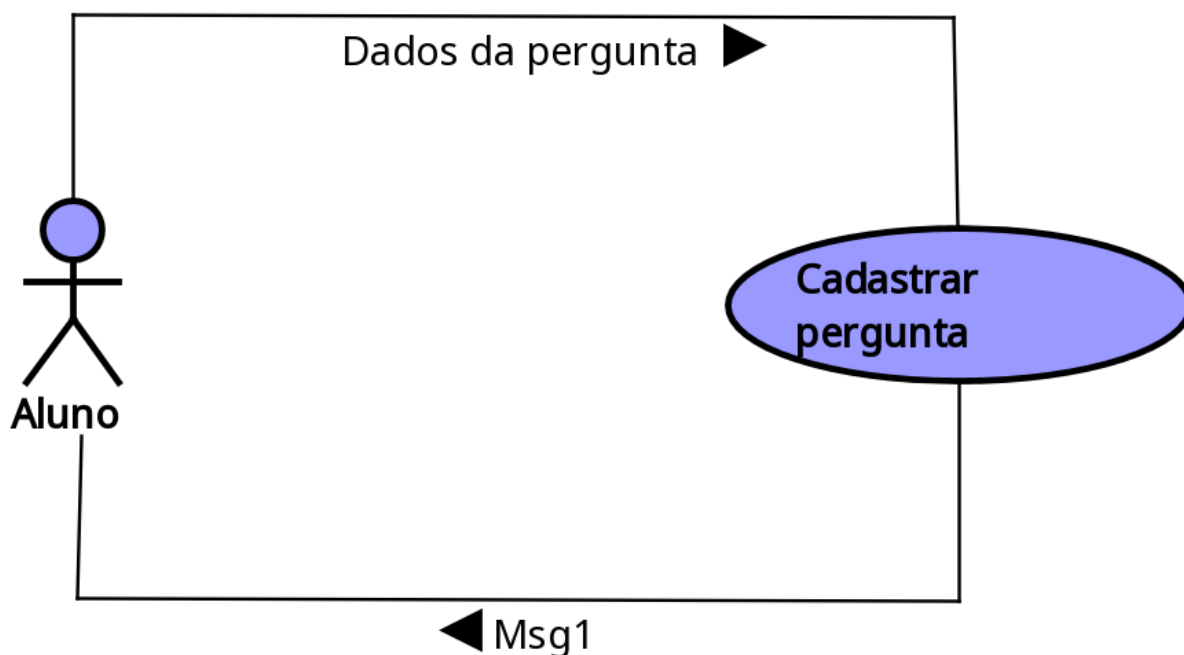 Dados da pergunta
Cadastrar
pergunta
Aluno
Msg1